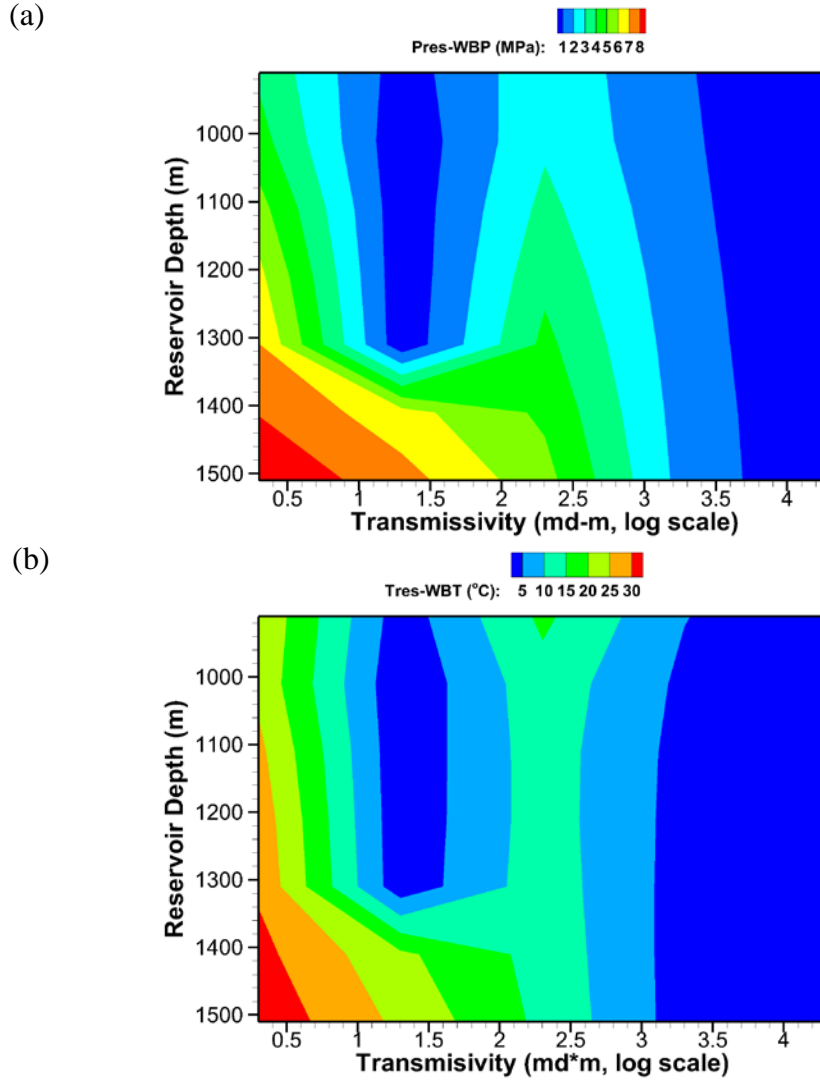 (a)
Pres-WBP (MPa): 1 2 3 4 5 6 7 8
Reservoir Depth (m)
1000
1100
1200
1300
1400
1500
0.5 1 1.5 2 2.5 3 3.5 4
Transmissivity (md-m, log scale)
(b)
Tres-WBT (°C): 5 10 15 20 25 30
Reservoir Depth (m)
1000
1100
1200
1300
1400
1500
0.5 1 1.5 2 2.5 3 3.5 4
Transmisivity (md*m, log scale)